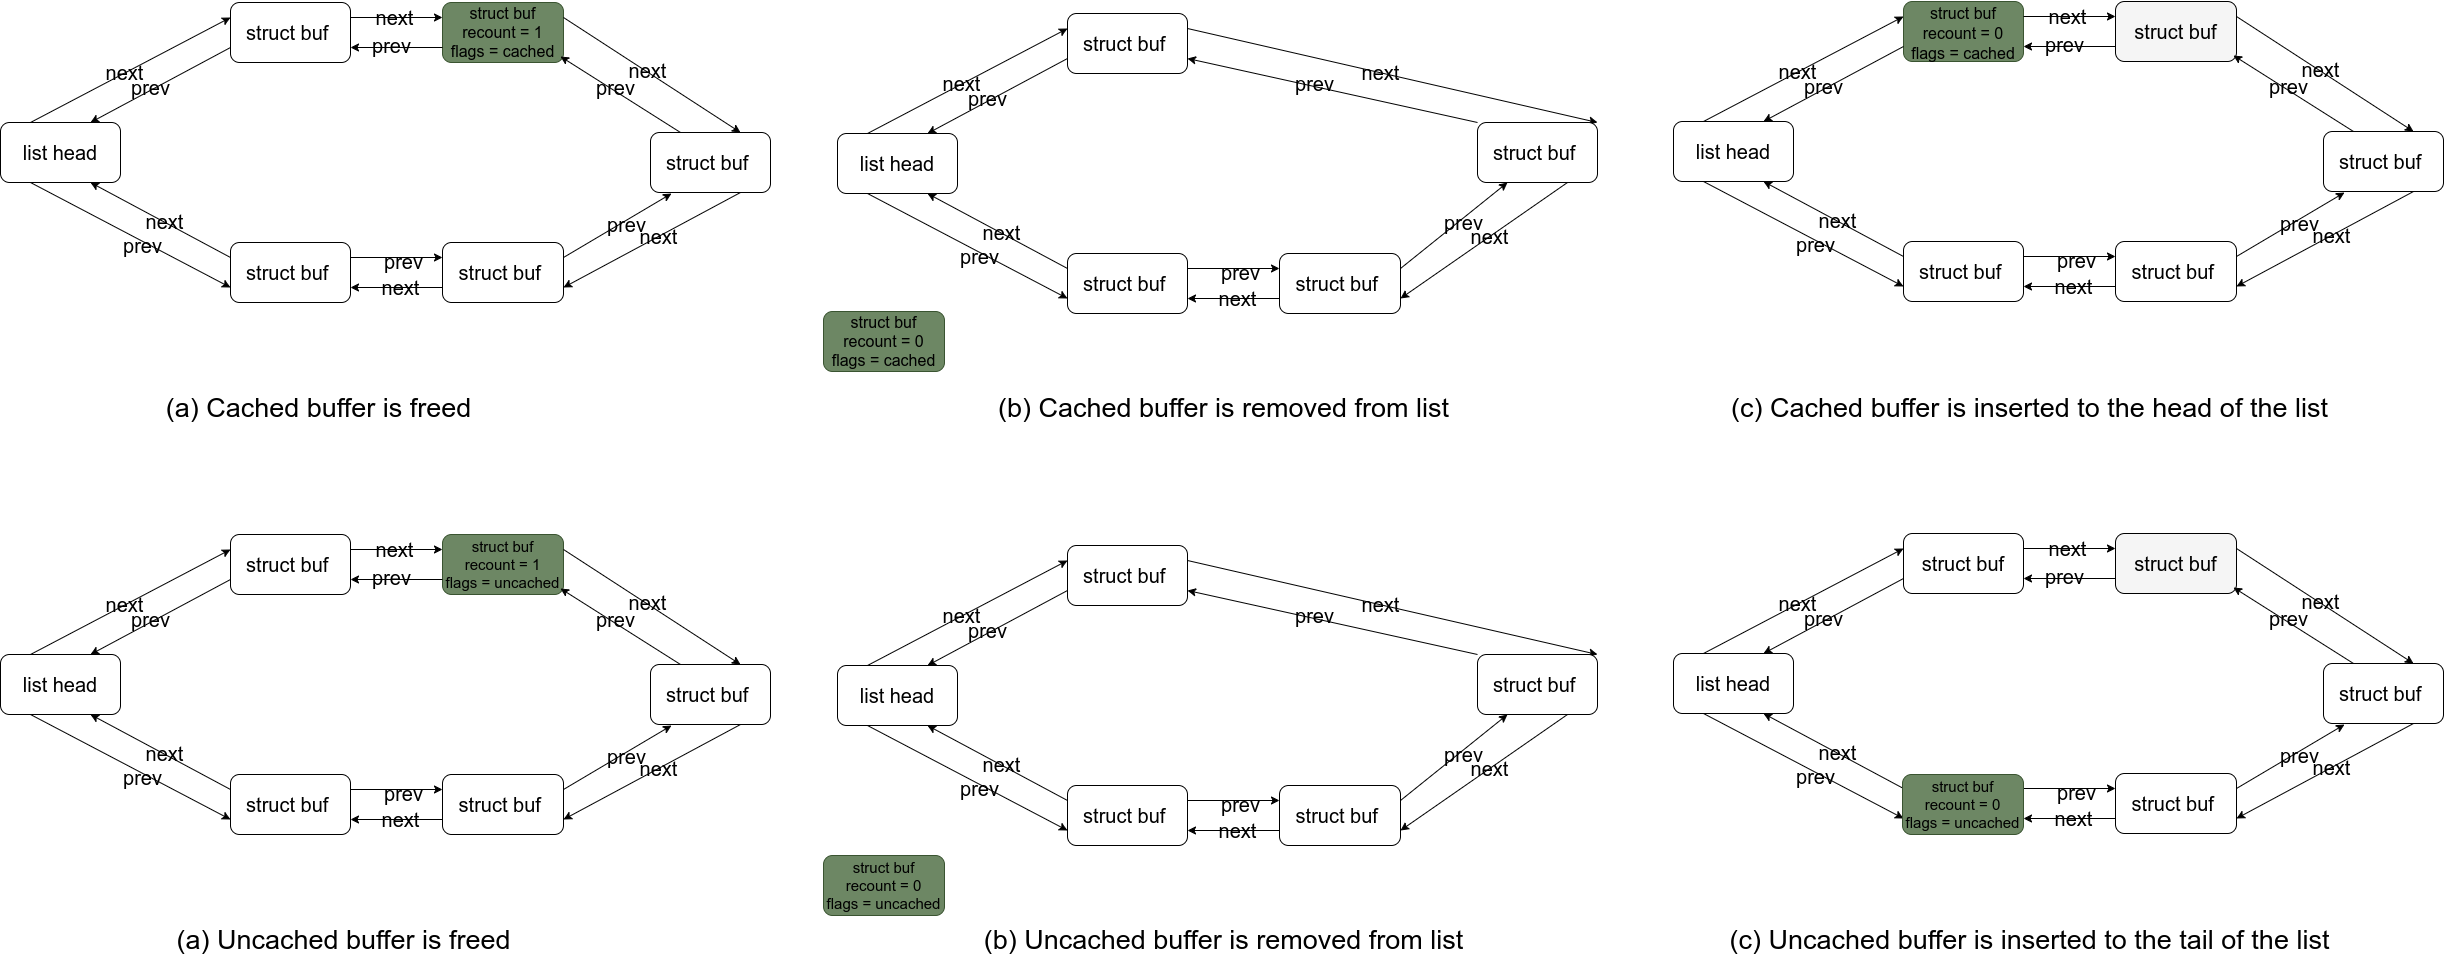 struct buf
next
prev
struct buf
recount = 1
flags = cached
next
prev
next
prev
list head
struct buf
next
prev
struct buf
prev
next
struct buf
prev
next
(a) Cached buffer is freed
struct buf
next
prev
next
prev
list head
struct buf
next
prev
struct buf
prev
next
struct buf
prev
next
struct buf
recount = 0
flags = cached
(b) Cached buffer is removed from list
struct buf
recount = 0
flags = cached
next
prev
struct buf
next
prev
next
prev
list head
struct buf
next
prev
struct buf
prev
next
struct buf
prev
next
(c) Cached buffer is inserted to the head of the list
struct buf
next
prev
struct buf
recount = 1
flags = uncached
next
prev
next
prev
list head
struct buf
next
prev
struct buf
prev
next
struct buf
prev
next
(a) Uncached buffer is freed
struct buf
next
prev
next
prev
list head
struct buf
next
prev
struct buf
prev
next
struct buf
prev
next
struct buf
recount = 0
flags = uncached
(b) Uncached buffer is removed from list
struct buf
next
prev
struct buf
next
prev
next
prev
list head
struct buf
next
prev
struct buf
recount = 0
flags = uncached
prev
next
struct buf
prev
next
(c) Uncached buffer is inserted to the tail of the list